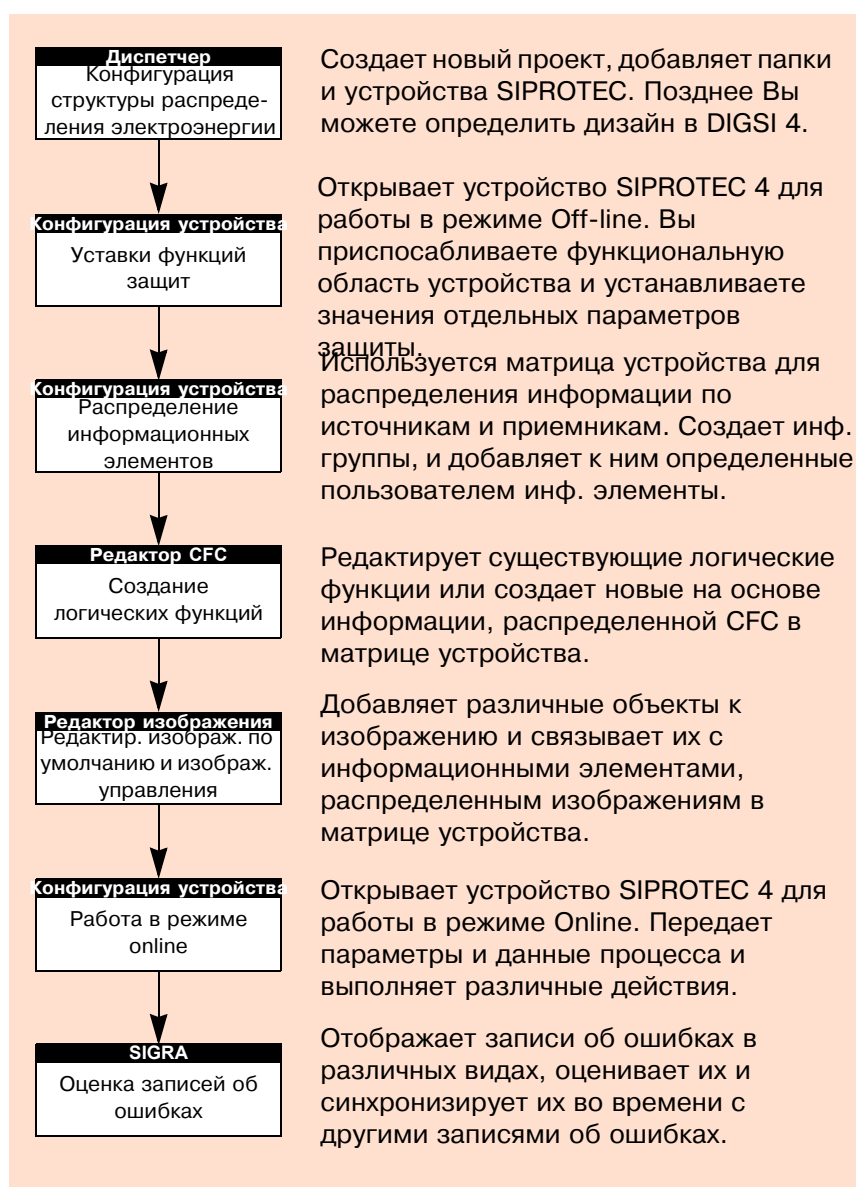 Диспетчер
Конфигурация
структуры распреде-
ления электроэнергии
Создает новый проект, добавляет папки
и устройства SIPROTEC. Позднее Вы
можете определить дизайн в DIGSI 4.
Конфигурация устройства
Уставки функций
защит
Открывает устройство SIPROTEC 4 для
работы в режиме Off-line. Вы
приспосабливаете функциональную
область устройства и устанавливаете
значения отдельных параметров
защиты.
Конфигурация устройства
Распределение
информационных
элементов
Используется матрица устройства для
распределения информации по
источникам и приемникам. Создает инф.
группы, и добавляет к ним определенные
пользователем инф. элементы.
Редактор CFC
Создание
логических функций
Редактирует существующие логические
функции или создает новые на основе
информации, распределенной CFC в
матрице устройства.
Редактор изображения
Редактир. изображ. по
умолчанию и изображ.
управления
Добавляет различные объекты к
изображению и связывает их с
информационными элементами,
распределенным изображениям в
матрице устройства.
Конфигурация устройства
Работа в режиме
online
Открывает устройство SIPROTEC 4 для
работы в режиме Online. Передает
параметры и данные процесса и
выполняет различные действия.
SIGRA
Оценка записей об
ошибках
Отображает записи об ошибках в
различных видах, оценивает их и
синхронизирует их во времени с
другими записями об ошибках.